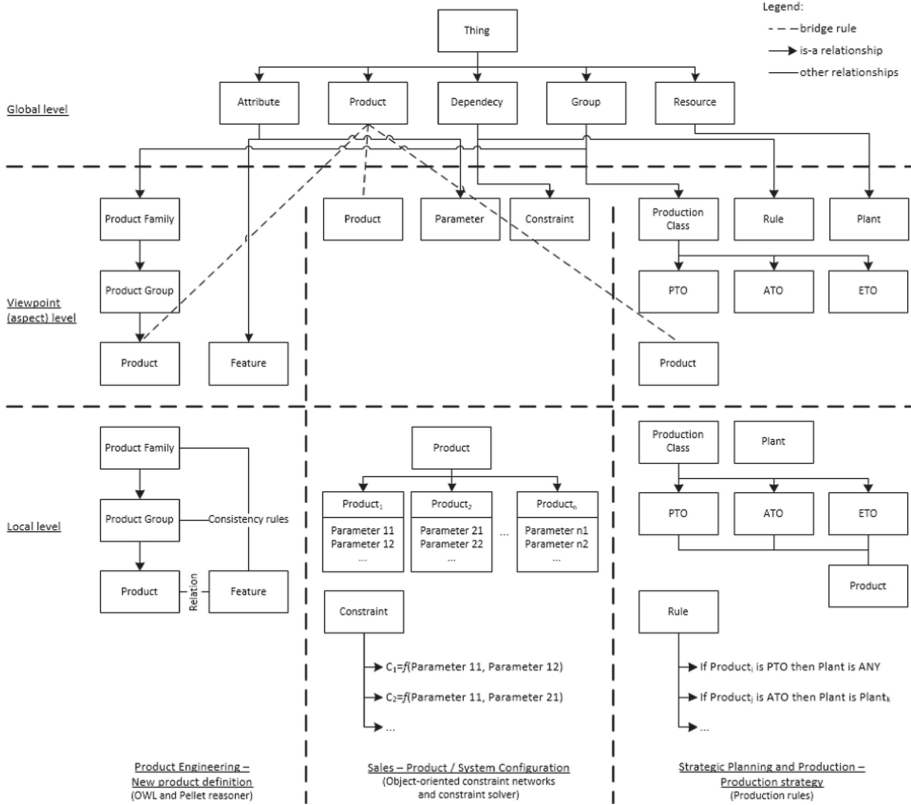 Legend:
bridge rule
is-a relationship
other relationships
Thing
Global level
Attribute
Product
Dependecy
Group
Resource
Viewpoint
(aspect) level
Product Family
Product
Parameter
Constraint
Production
Class
Rule
Plant
Product Group
PTO
ATO
ETO
Product
Feature
Product
Local level
Product Family
Product Group
Consistency rules
Product
Relation
Feature
Product
Product1
Parameter 11
Parameter 12
...
Product2
Parameter 21
Parameter 22
...
...
Productn
Parameter n1
Parameter n2
...
Constraint
C1=f(Parameter 11, Parameter 12)
C2=f(Parameter 11, Parameter 21)
...
Production
Class
Plant
PTO
ATO
ETO
Product
Rule
If Producti is PTO then Plant is ANY
If Productj is ATO then Plant is Plantk
...
Product Engineering –
New product definition
(OWL and Pellet reasoner)
Sales – Product / System Configuration
(Object-oriented constraint networks
and constraint solver)
Strategic Planning and Production –
Production strategy
(Production rules)